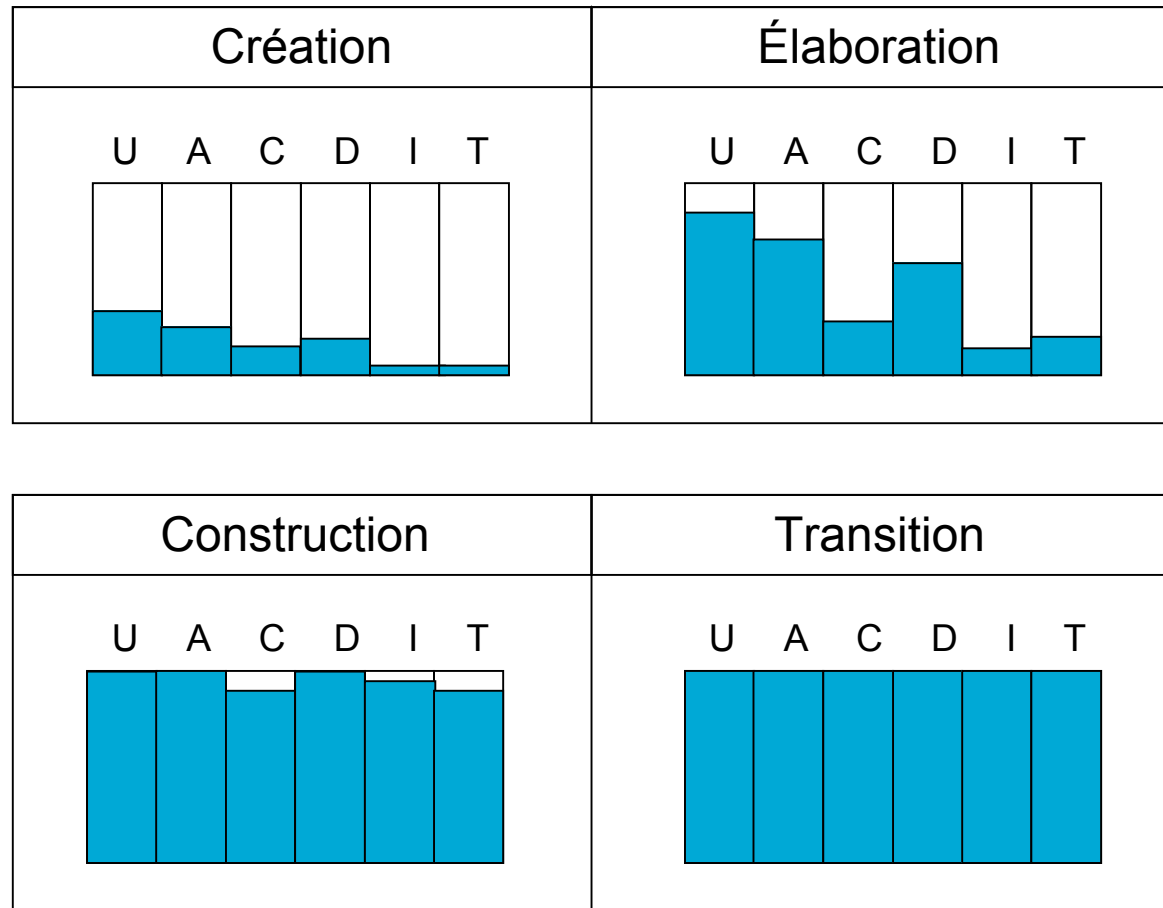 Création
Élaboration
U A C D I T
U A C D I T
Construction
Transition
U A C D I T
U A C D I T